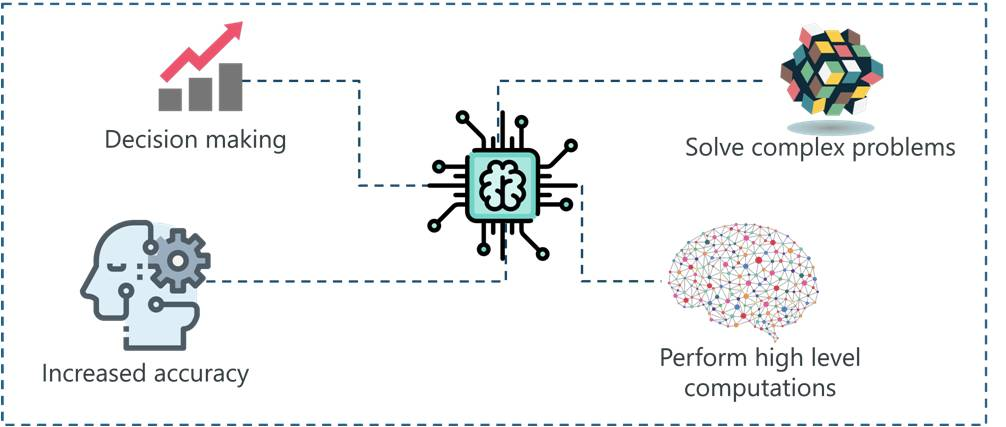 Decision making
Solve complex problems
Increased accuracy
Perform high level
computations